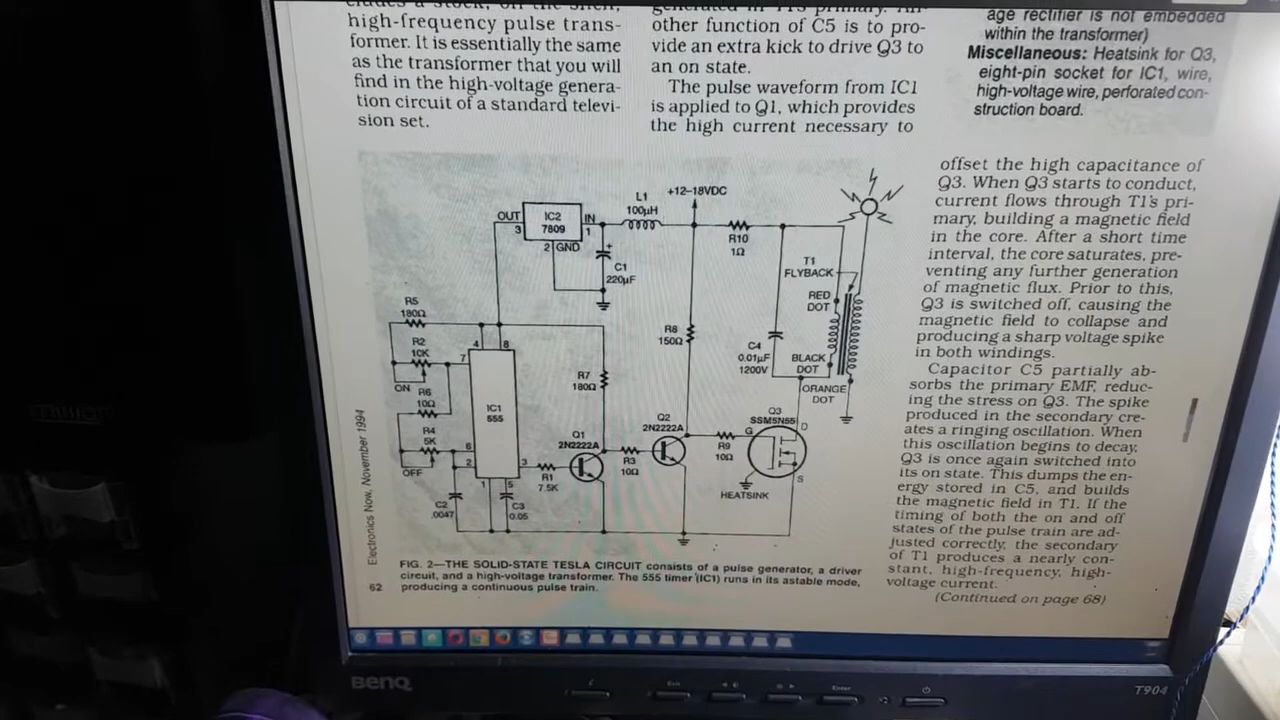 high-frequency pulse trans-
former. It is essentially the same
as the transformer that you will
find in the high-voltage genera-
tion circuit of a standard televi-
sion set.
other function of C5 is to pro-
vide an extra kick to drive Q3 to
an on state.
The pulse waveform from IC1
is applied to Q1, which provides
the high current necessary to
age rectifier is not embedded
within the transformer)
Miscellaneous: Heatsink for Q3,
eight-pin socket for IC1, wire,
high-voltage wire, perforated con-
struction board.
offset the high capacitance of
Q3. When Q3 starts to conduct,
current flows through T1's pri-
mary, building a magnetic field
in the core. After a short time
interval, the core saturates, pre-
venting any further generation
of magnetic flux. Prior to this,
Q3 is switched off, causing the
magnetic field to collapse and
producing a sharp voltage spike
in both windings.
Capacitor C5 partially ab-
sorbs the primary EMF, reduc-
ing the stress on Q3. The spike
produced in the secondary cre-
ates a ringing oscillation. When
this oscillation begins to decay,
Q3 is once again switched into
its on state. This dumps the en-
ergy stored in C5, and builds
the magnetic field in T1. If the
timing of both the on and off
states of the pulse train are ad-
justed correctly, the secondary
of T1 produces a nearly con-
stant, high-frequency, high-
voltage current.
(Continued on page 68)
+12-18VDC
L1
100µH
OUT
3
IC2
7809
IN
1
2
GND
+
C1
220µF
R10
1Ω
T1
FLYBACK
RED
DOT
BLACK
DOT
ORANGE
DOT
C4
0.01µF
1200V
R5
180Ω
R2
10K
ON
R6
10Ω
R4
5K
OFF
4
8
7
6
2
1
5
3
IC1
555
R7
180Ω
R8
150Ω
Q1
2N2222A
Q2
2N2222A
Q3
SSM5N55
G
D
S
R1
7.5K
R3
10Ω
R9
10Ω
HEATSINK
C2
.0047
C3
0.05
Electronics Now, November 1994
FIG. 2—THE SOLID-STATE TESLA CIRCUIT consists of a pulse generator, a driver
circuit, and a high-voltage transformer. The 555 timer (IC1) runs in its astable mode,
producing a continuous pulse train.
62
BenQ
Enter
T904